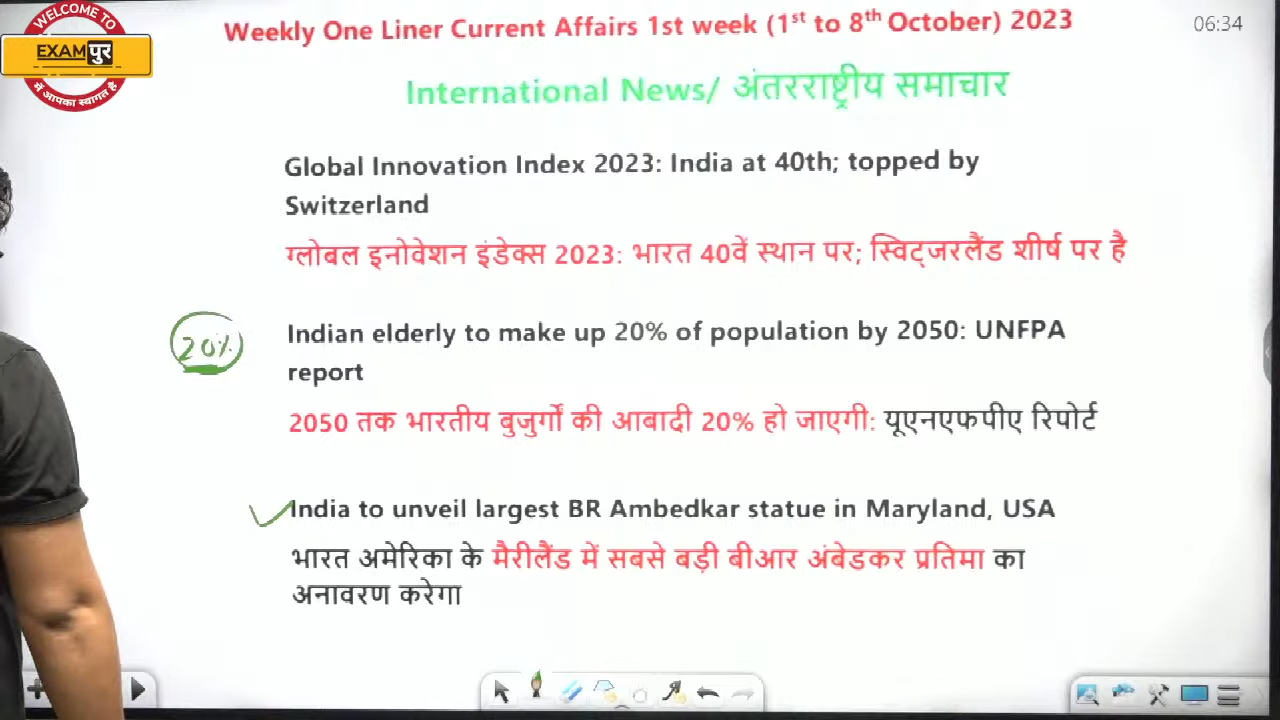 WELCOME TO
EXAMपुर
में आपका स्वागत है
Weekly One Liner Current Affairs 1st week (1st to 8th October) 2023
06:34
International News/ अंतरराष्ट्रीय समाचार
Global Innovation Index 2023: India at 40th; topped by
Switzerland
ग्लोबल इनोवेशन इंडेक्स 2023: भारत 40वें स्थान पर; स्विट्जरलैंड शीर्ष पर है
20%
Indian elderly to make up 20% of population by 2050: UNFPA
report
2050 तक भारतीय बुजुर्गों की आबादी 20% हो जाएगी: यूएनएफपीए रिपोर्ट
India to unveil largest BR Ambedkar statue in Maryland, USA
भारत अमेरिका के मैरीलैंड में सबसे बड़ी बीआर अंबेडकर प्रतिमा का
अनावरण करेगा